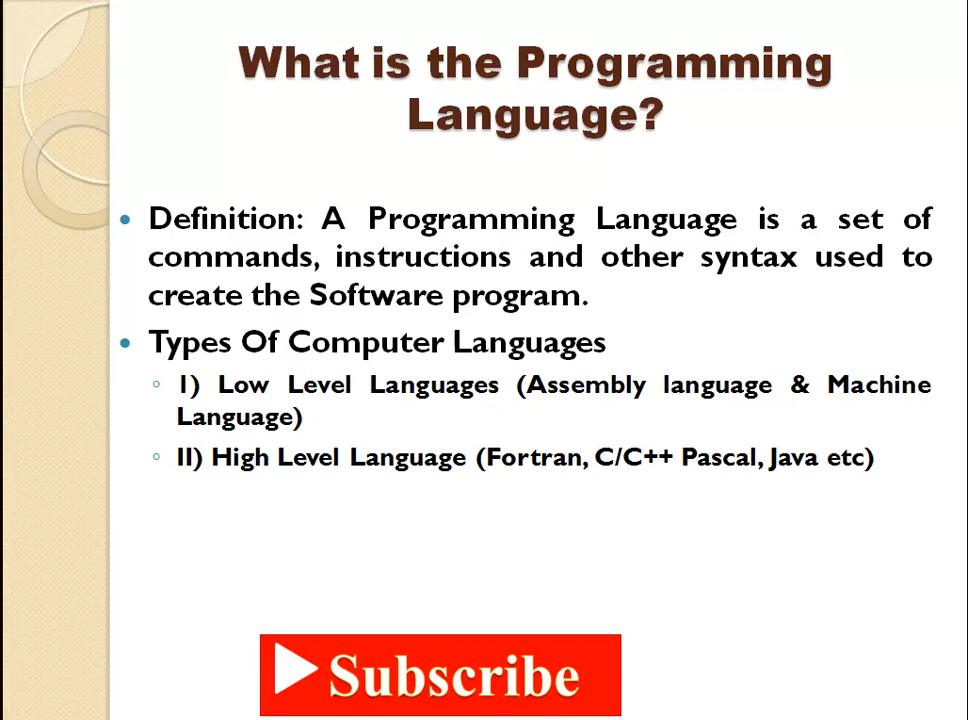 What is the Programming
Language?
• Definition: A Programming Language is a set of
commands, instructions and other syntax used to
create the Software program.
• Types Of Computer Languages
◦ 1) Low Level Languages (Assembly language & Machine
Language)
◦ II) High Level Language (Fortran, C/C++ Pascal, Java etc)
Subscribe